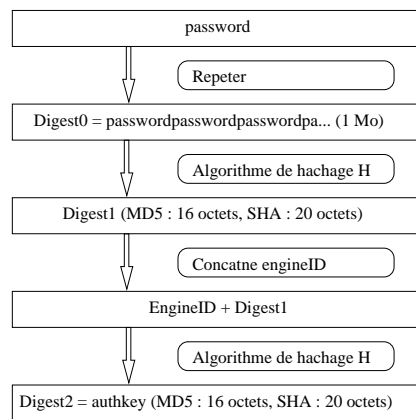 password
Repeter
Digest0 = passwordpasswordpasswordpa... (1 Mo)
Algorithme de hachage H
Digest1 (MD5 : 16 octets, SHA : 20 octets)
Concatne engineID
EngineID + Digest1
Algorithme de hachage H
Digest2 = authkey (MD5 : 16 octets, SHA : 20 octets)